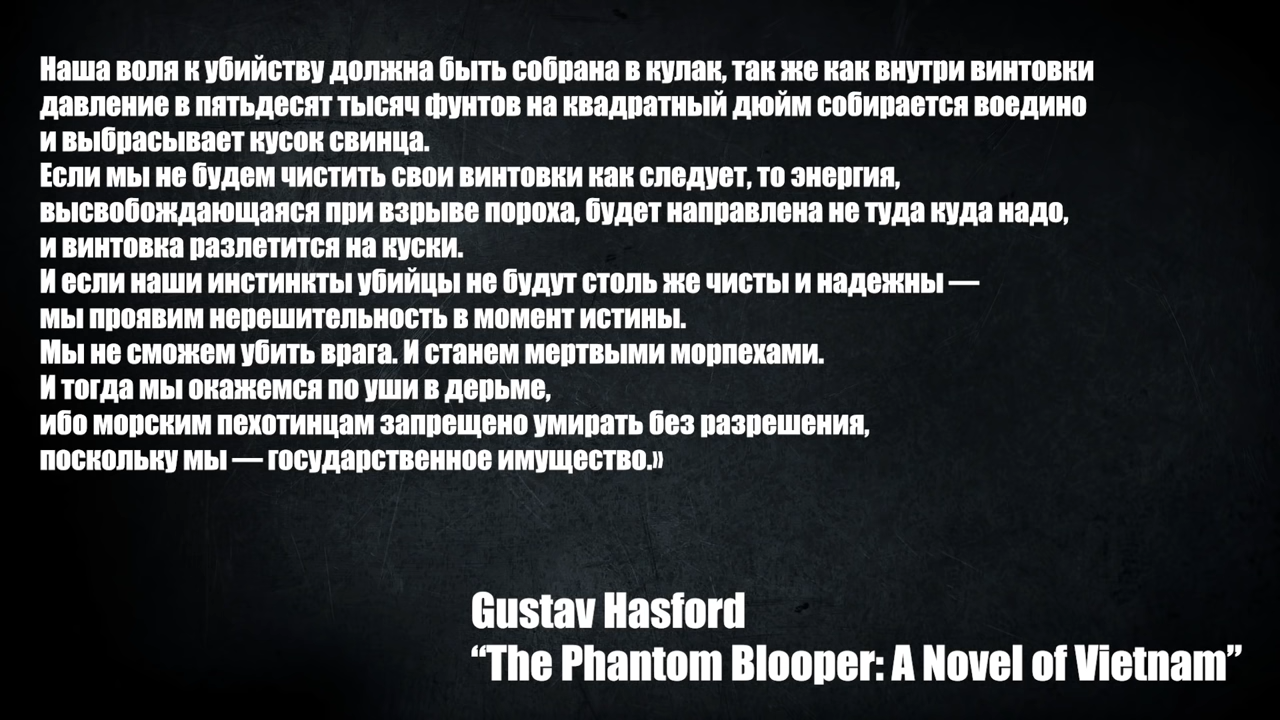 Наша воля к убийству должна быть собрана в кулак, так же как внутри винтовки
давление в пятьдесят тысяч фунтов на квадратный дюйм собирается воедино
и выбрасывает кусок свинца.
Если мы не будем чистить свои винтовки как следует, то энергия,
высвобождающаяся при взрыве пороха, будет направлена не туда куда надо,
и винтовка разлетится на куски.
И если наши инстинкты убийцы не будут столь же чисты и надежны —
мы проявим нерешительность в момент истины.
Мы не сможем убить врага. И станем мертвыми морпехами.
И тогда мы окажемся по уши в дерьме,
ибо морским пехотинцам запрещено умирать без разрешения,
поскольку мы — государственное имущество.»
Gustav Hasford
“The Phantom Blooper: A Novel of Vietnam”